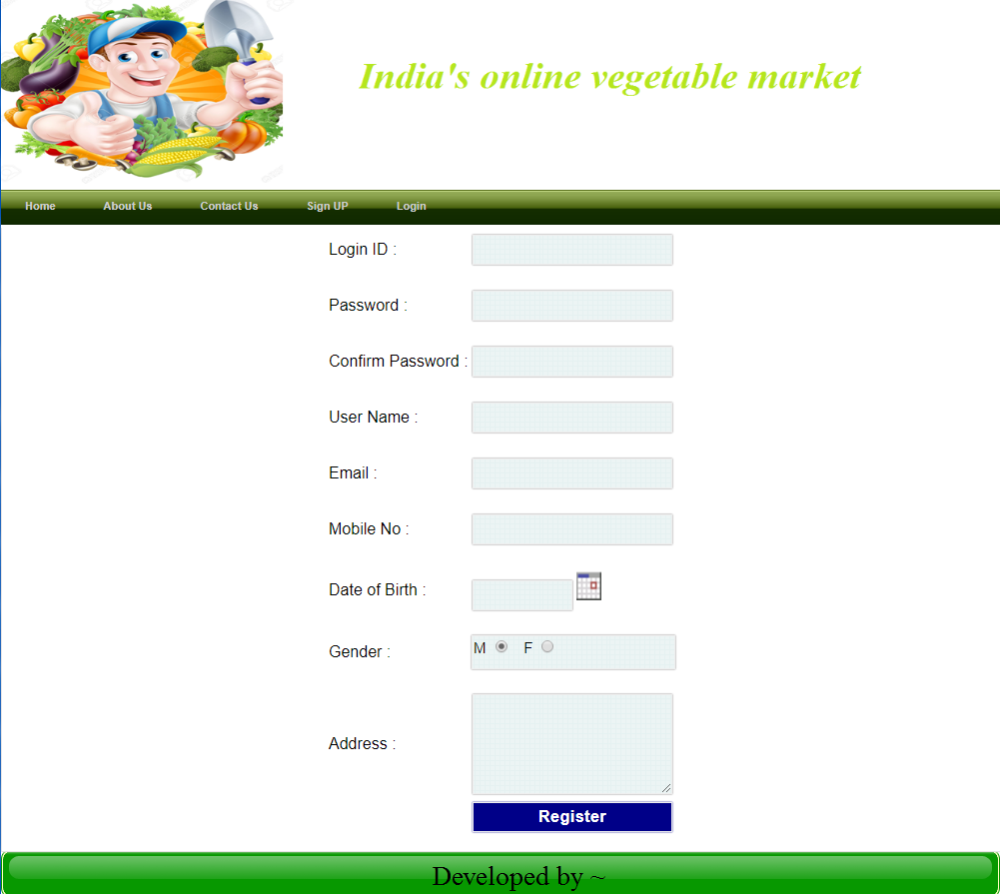 India's online vegetable market
Home About Us Contact Us Sign UP Login
Login ID :
Password :
Confirm Password :
User Name :
Email :
Mobile No :
Date of Birth :
Gender : M F
Address :
Register
Developed by ~